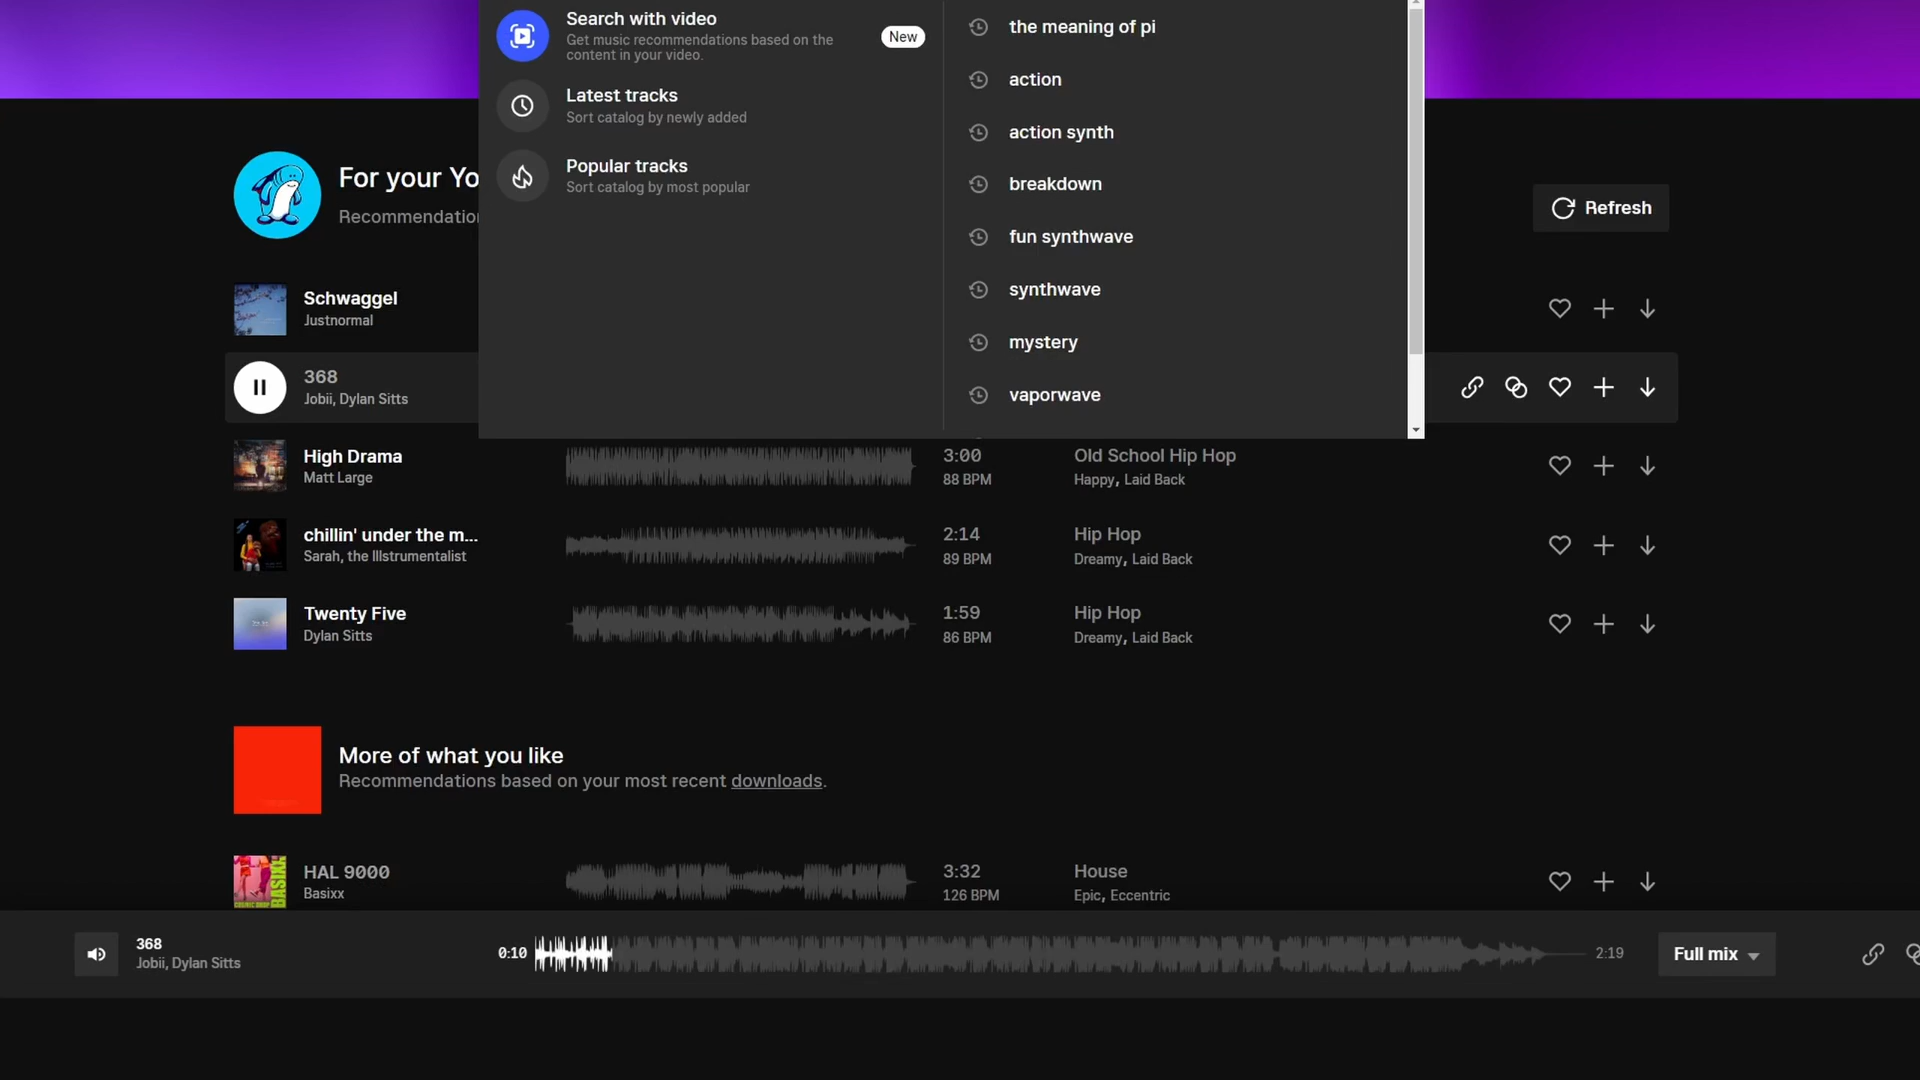 Search with video
Get music recommendations based on the
content in your video.
New
Latest tracks
Sort catalog by newly added
Popular tracks
Sort catalog by most popular
the meaning of pi
action
action synth
breakdown
fun synthwave
synthwave
mystery
vaporwave
For your Yo
Recommendation
Refresh
Schwaggel
Justnormal
368
Jobii, Dylan Sitts
High Drama
Matt Large
3:00
88 BPM
Old School Hip Hop
Happy, Laid Back
chillin' under the m...
Sarah, the Illstrumentalist
2:14
89 BPM
Hip Hop
Dreamy, Laid Back
Twenty Five
Dylan Sitts
1:59
86 BPM
Hip Hop
Dreamy, Laid Back
More of what you like
Recommendations based on your most recent downloads.
BASIXX
HAL 9000
Basixx
3:32
126 BPM
House
Epic, Eccentric
368
Jobii, Dylan Sitts
0:10
2:19
Full mix